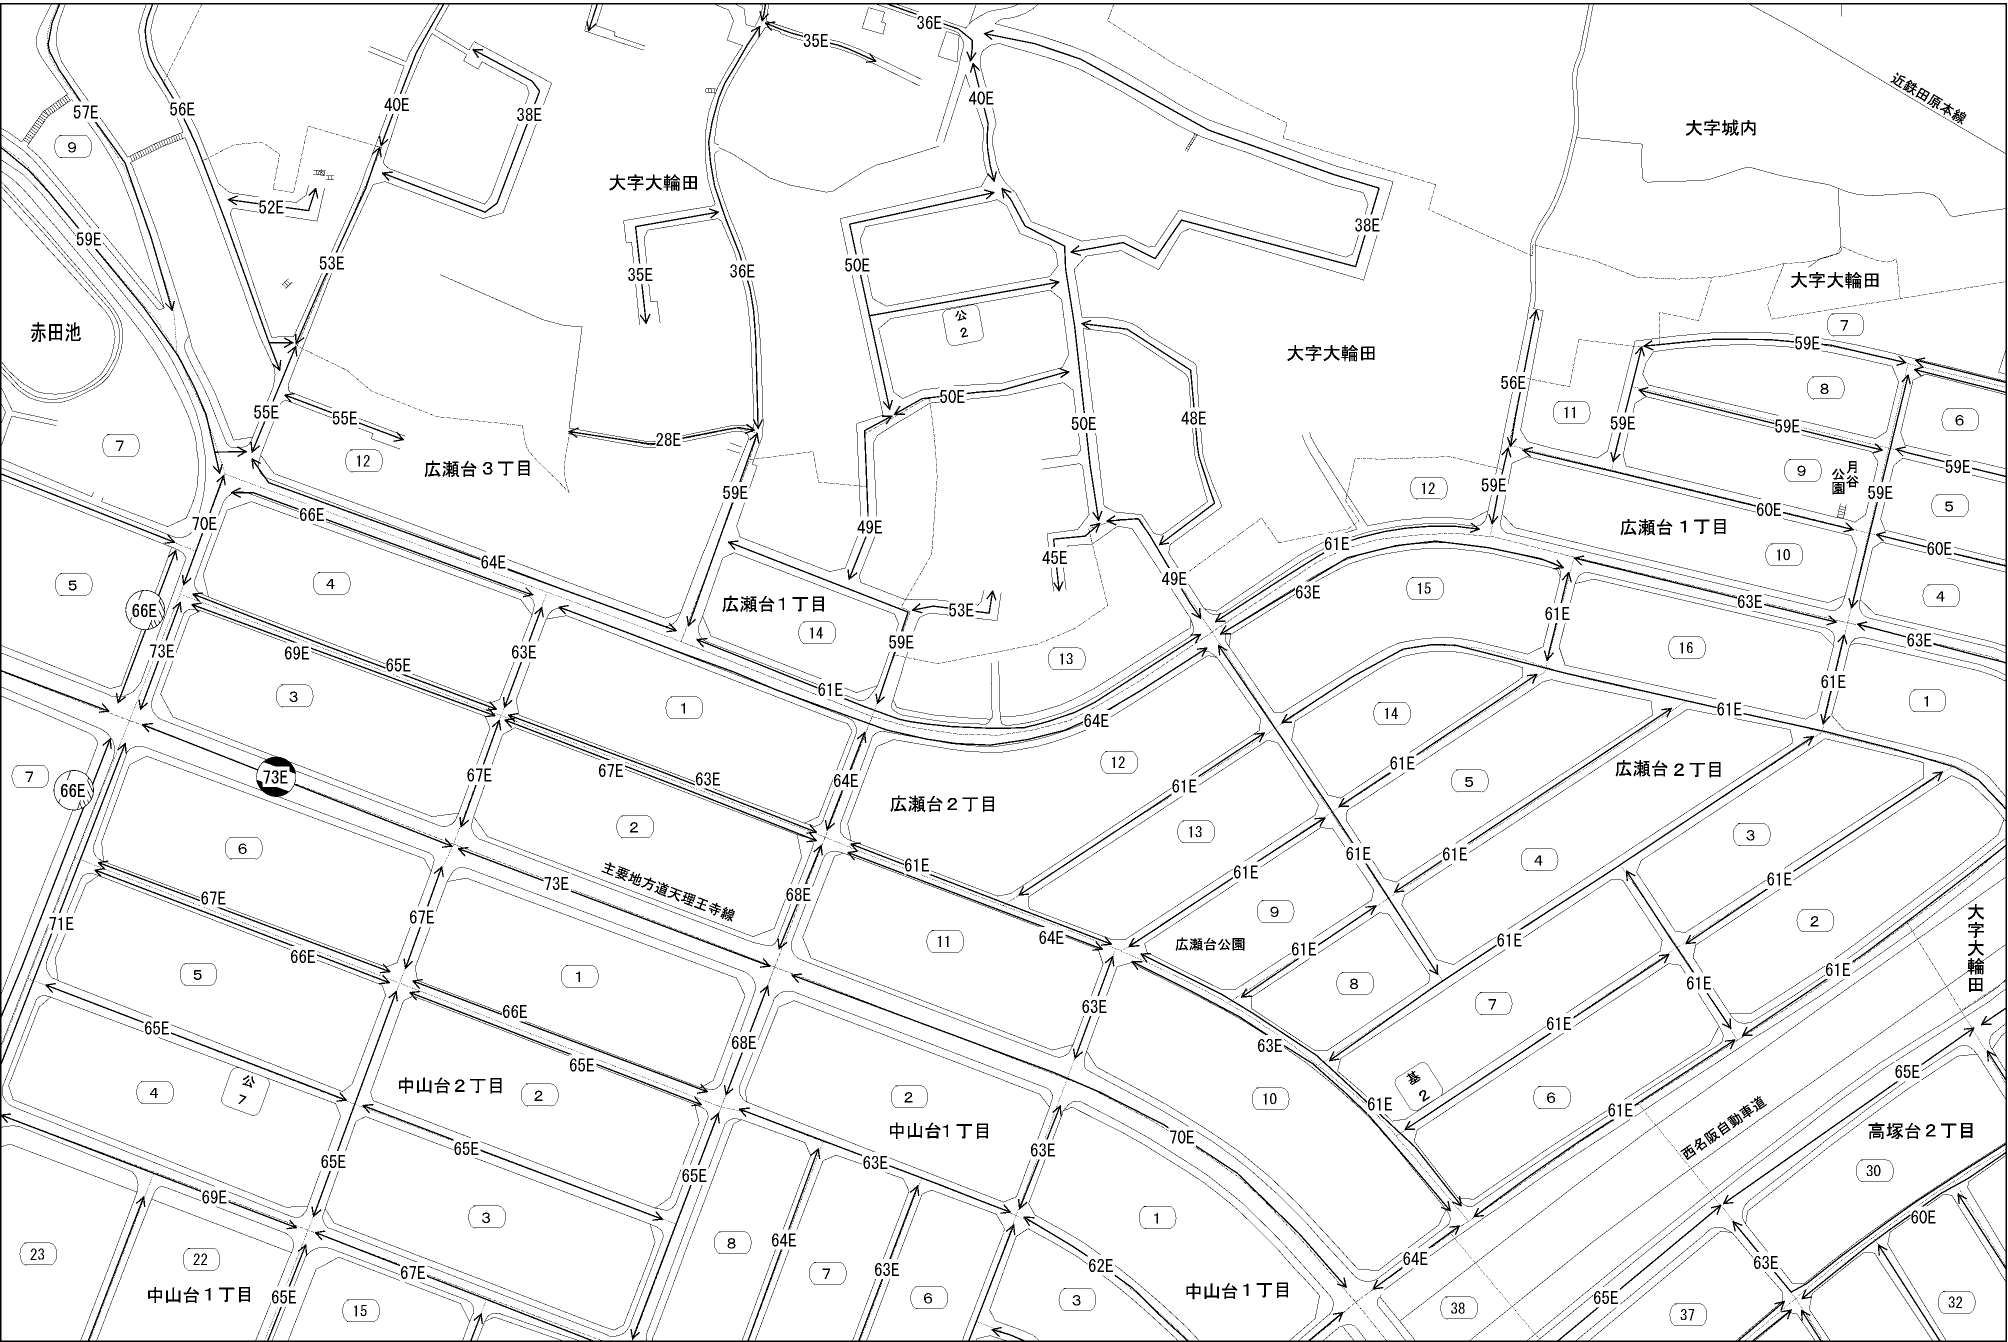 36E
35E
57E
56E
40E
38E
40E
近鉄田原本線
大字城内
9
大字大輪田
52E
38E
59E
53E
35E
36E
50E
大字大輪田
赤田池
公
2
7
大字大輪田
59E
8
56E
11
6
55E
55E
50E
50E
48E
59E
59E
28E
7
12
広瀬台3丁目
9
月谷
公園
59E
59E
12
59E
59E
5
70E
66E
49E
60E
広瀬台1丁目
61E
64E
45E
10
60E
5
4
49E
15
63E
63E
4
66E
広瀬台1丁目
14
53E
61E
63E
59E
73E
69E
65E
63E
13
16
61E
3
1
61E
64E
14
61E
1
7
73E
66E
67E
67E
63E
64E
12
61E
61E
5
広瀬台2丁目
広瀬台2丁目
6
2
13
3
61E
61E
4
主要地方道天理王寺線
73E
61E
61E
68E
67E
67E
61E
71E
9
2
大字大輪田
11
64E
広瀬台公園
61E
61E
66E
5
1
8
61E
61E
66E
63E
7
65E
61E
68E
63E
65E
公
7
4
中山台2丁目
2
2
10
基
2
61E
6
61E
65E
西名阪自動車道
中山台1丁目
70E
高塚台2丁目
65E
63E
65E
63E
65E
30
69E
3
1
60E
23
22
8
64E
7
63E
62E
64E
63E
67E
中山台1丁目
65E
15
6
3
中山台1丁目
38
65E
37
32